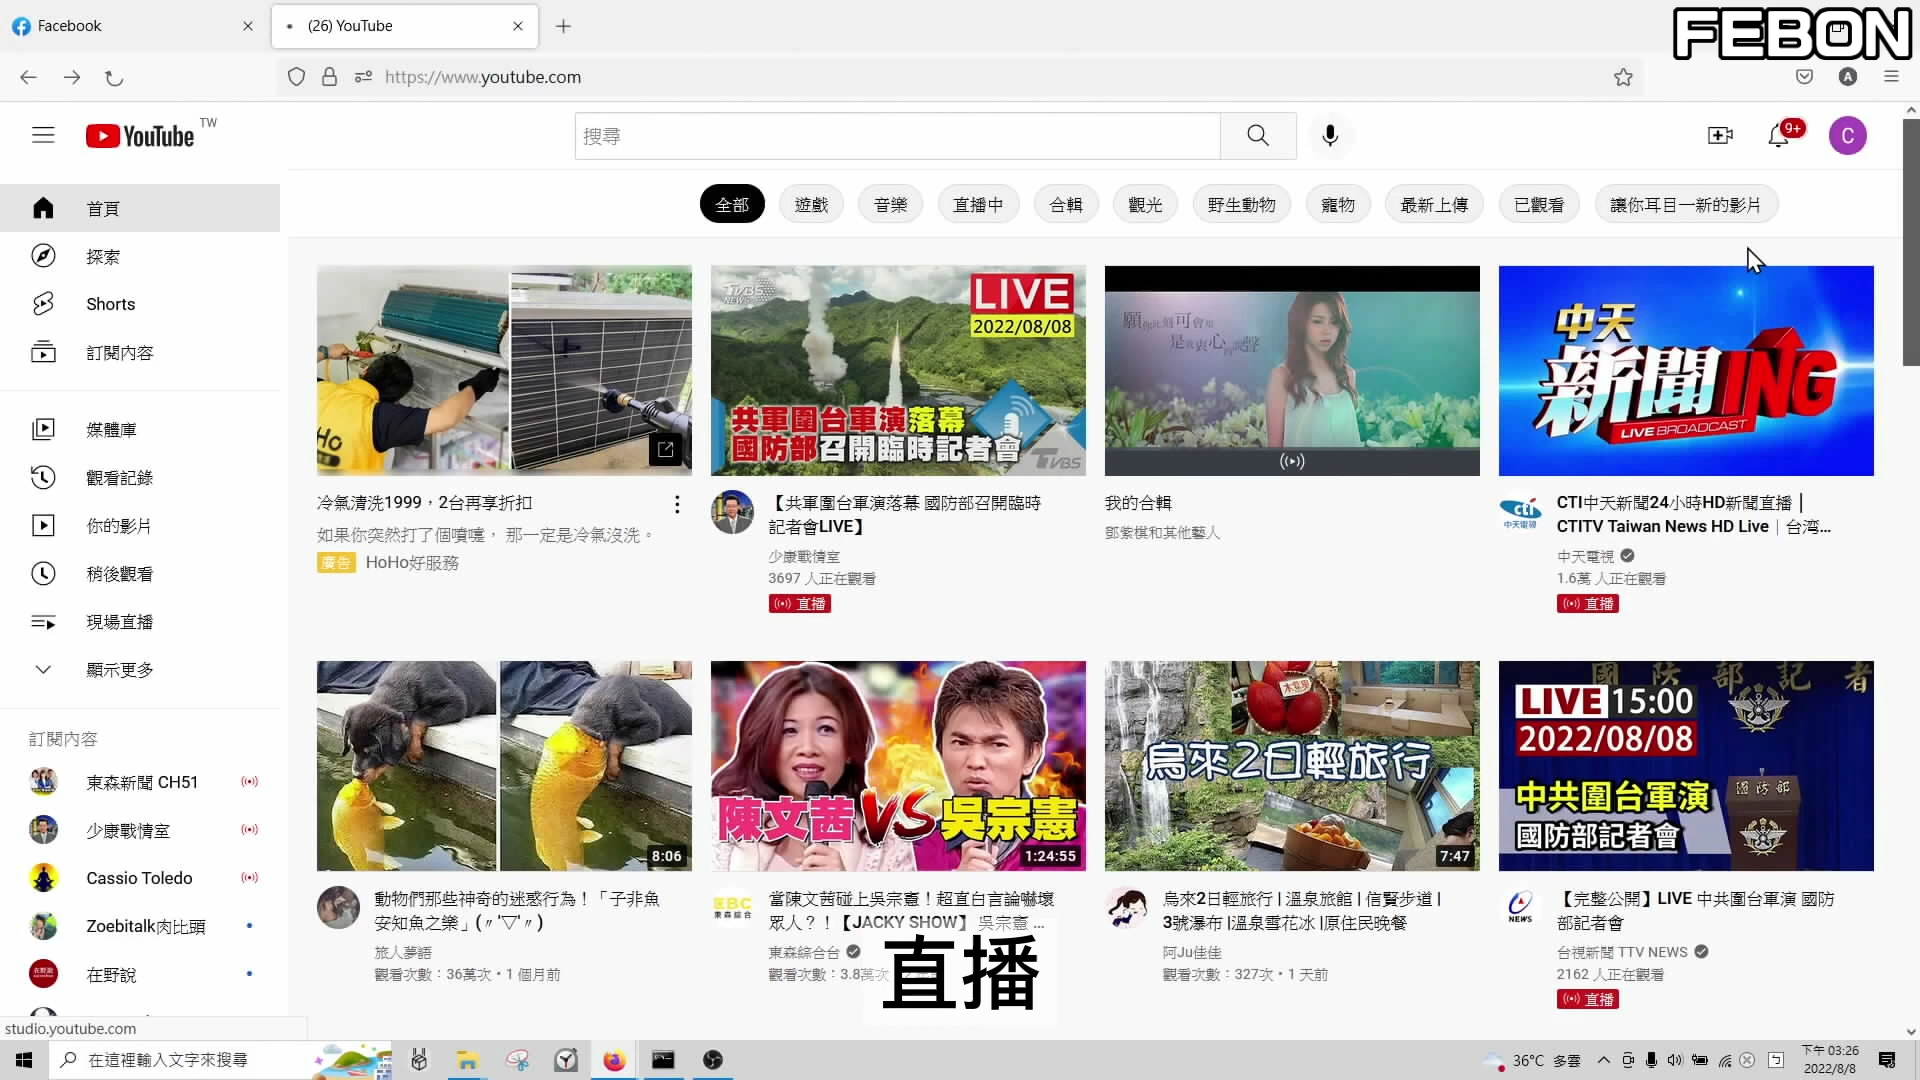 Facebook
(26) YouTube
FEBON
https://www.youtube.com
YouTube TW
搜尋
9+
C
首頁
探索
Shorts
訂閱內容
媒體庫
觀看記錄
你的影片
稍後觀看
現場直播
顯示更多
訂閱內容
東森新聞 CH51
少康戰情室
Cassio Toledo
Zoebitalk肉比頭
在野說
studio.youtube.com
全部
遊戲
音樂
直播中
合輯
觀光
野生動物
寵物
最新上傳
已觀看
讓你耳目一新的影片
冷氣清洗1999，2台再享折扣
如果你突然打了個噴嚏， 那一定是冷氣沒洗。
廣告 HoHo好服務
TVBS NEWS
LIVE
2022/08/08
共軍圍台軍演落幕
國防部召開臨時記者會
TVBS
【共軍圍台軍演落幕 國防部召開臨時
記者會LIVE】
少康戰情室
3697 人正在觀看
直播
我的合輯
鄧紫棋和其他藝人
中天
新聞ING
LIVE BROADCAST
cti
中天電視
CTI中天新聞24小時HD新聞直播 |
CTITV Taiwan News HD Live｜台湾...
中天電視
1.6萬 人正在觀看
直播
8:06
動物們那些神奇的迷惑行為！「子非魚
安知魚之樂」(〃'▽'〃)
旅人夢語
觀看次數：36萬次・1 個月前
陳文茜VS吳宗憲
1:24:55
EBC
東森綜合
當陳文茜碰上吳宗憲！超直白言論嚇壞
眾人？！【JACKY SHOW】 吳宗憲 ...
東森綜合台
觀看次數：3.8萬次
烏來2日輕旅行
7:47
烏來2日輕旅行 | 溫泉旅館 | 信賢步道 |
3號瀑布 |溫泉雪花冰 |原住民晚餐
阿Ju佳佳
觀看次數：327次・1 天前
國防部記者
LIVE 15:00
2022/08/08
中共圍台軍演
國防部記者會
國防部
NEWS
【完整公開】LIVE 中共圍台軍演 國防
部記者會
台視新聞 TTV NEWS
2162 人正在觀看
直播
直播
在這裡輸入文字來搜尋
36°C 多雲
下午 03:26
2022/8/8